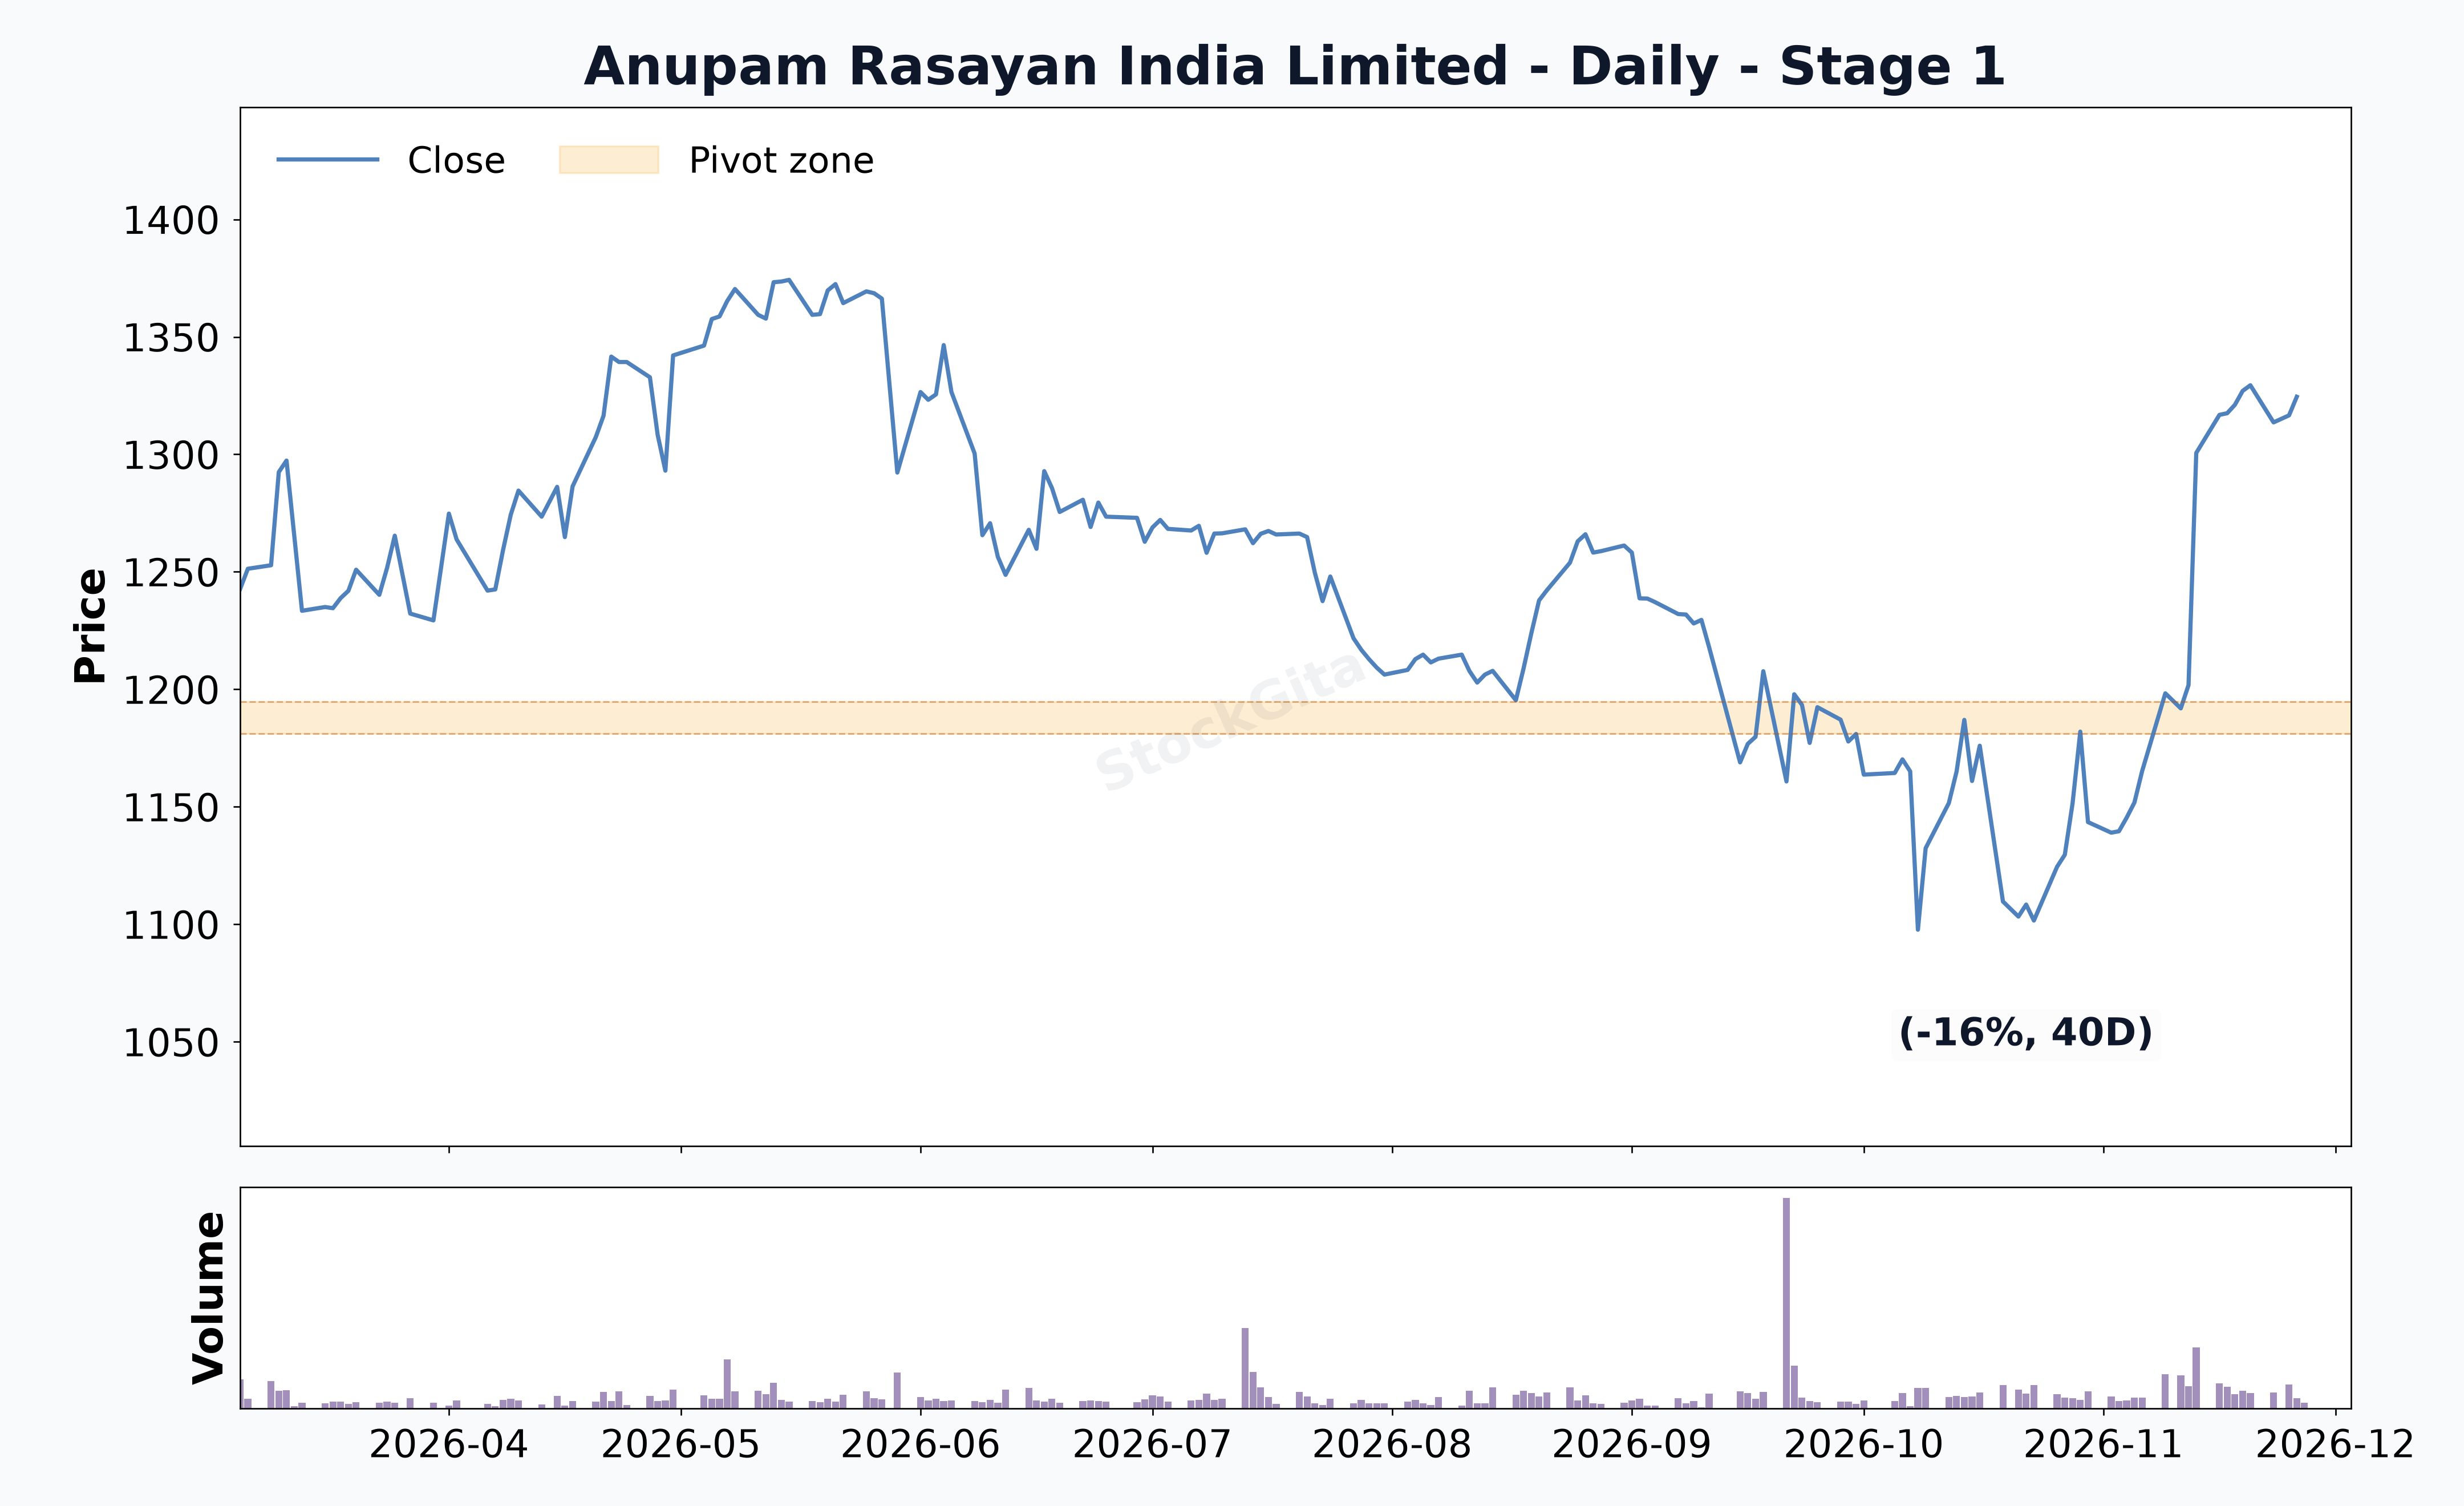 Anupam Rasayan India Limited - Daily - Stage 1
Close
Pivot zone
Price
1400
1350
1300
1250
1200
1150
1100
1050
StockGita
(-16%, 40D)
Volume
2026-04
2026-05
2026-06
2026-07
2026-08
2026-09
2026-10
2026-11
2026-12